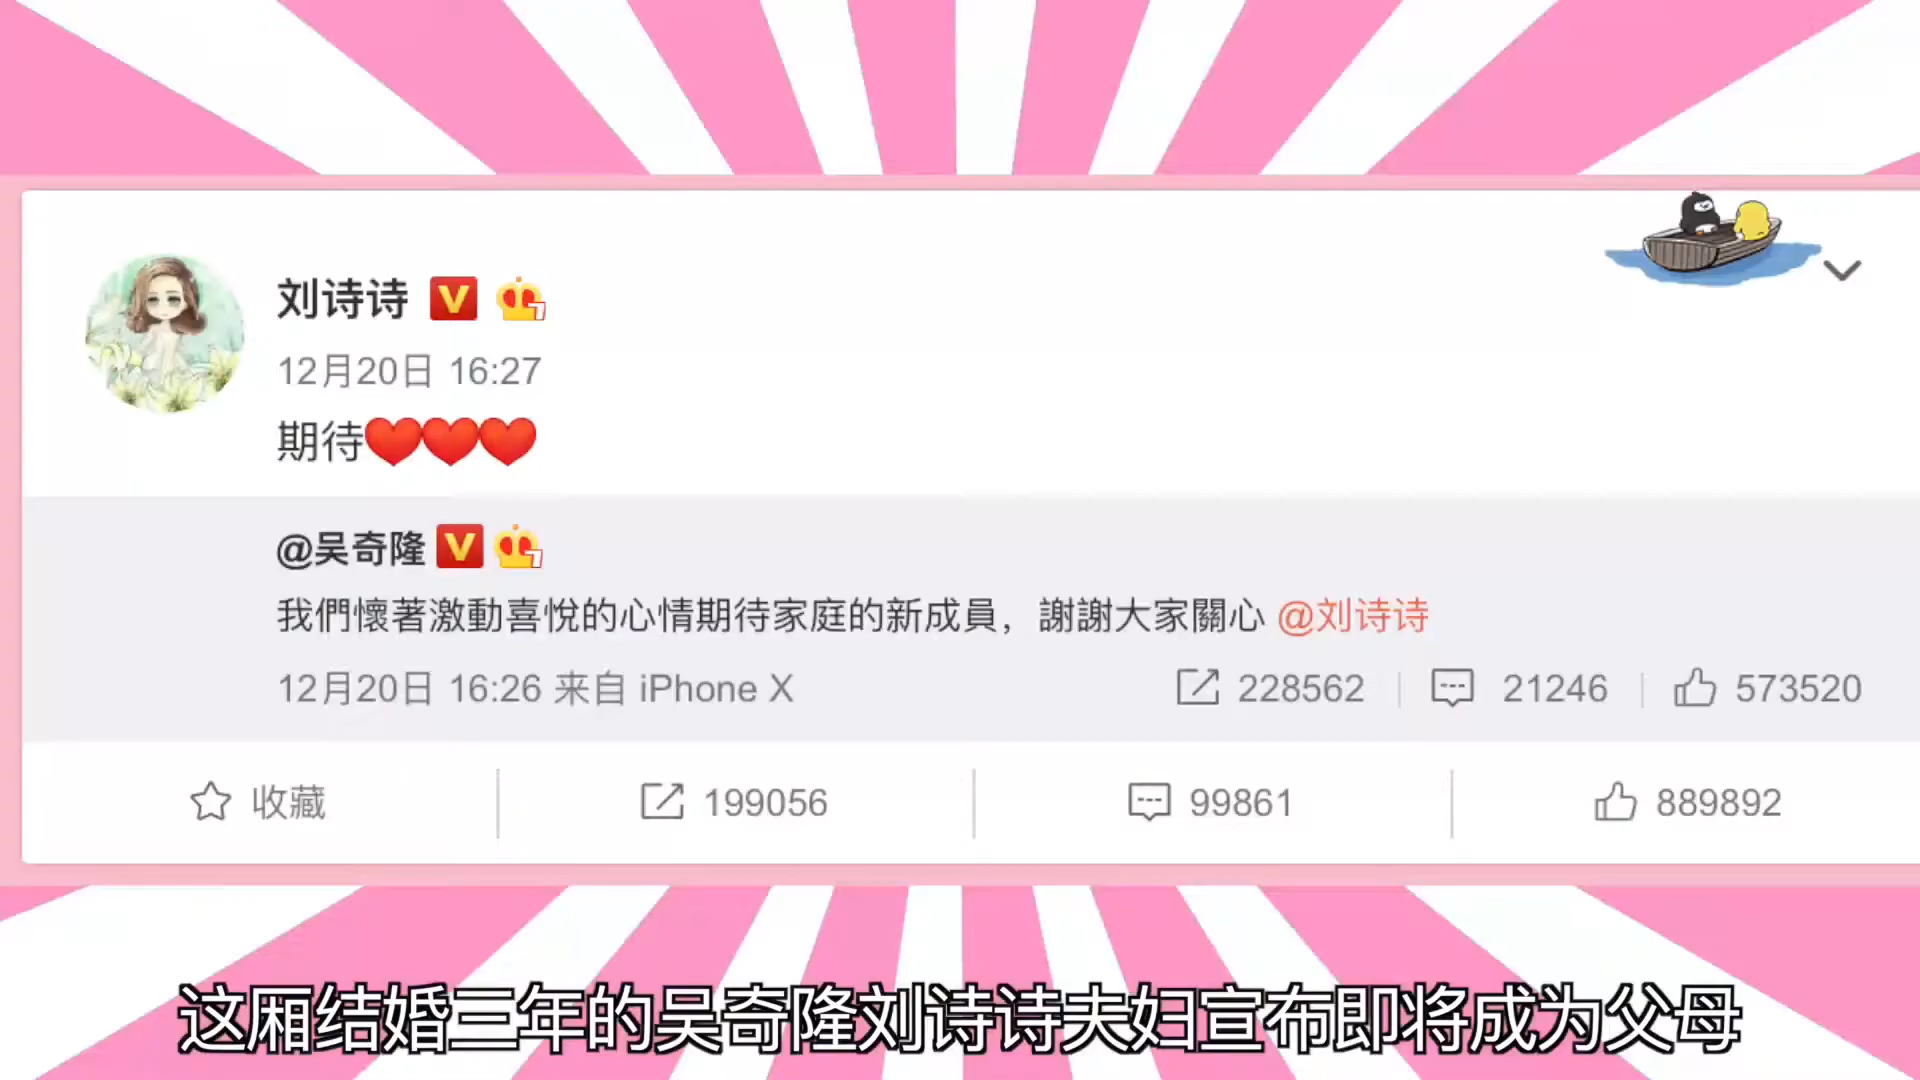 刘诗诗
12月20日 16:27
期待❤❤❤
@吴奇隆
我們懷著激動喜悅的心情期待家庭的新成員，謝謝大家關心 @刘诗诗
12月20日 16:26 来自 iPhone X 228562 21246 573520
收藏 199056 99861 889892
这厢结婚三年的吴奇隆刘诗诗夫妇宣布即将成为父母